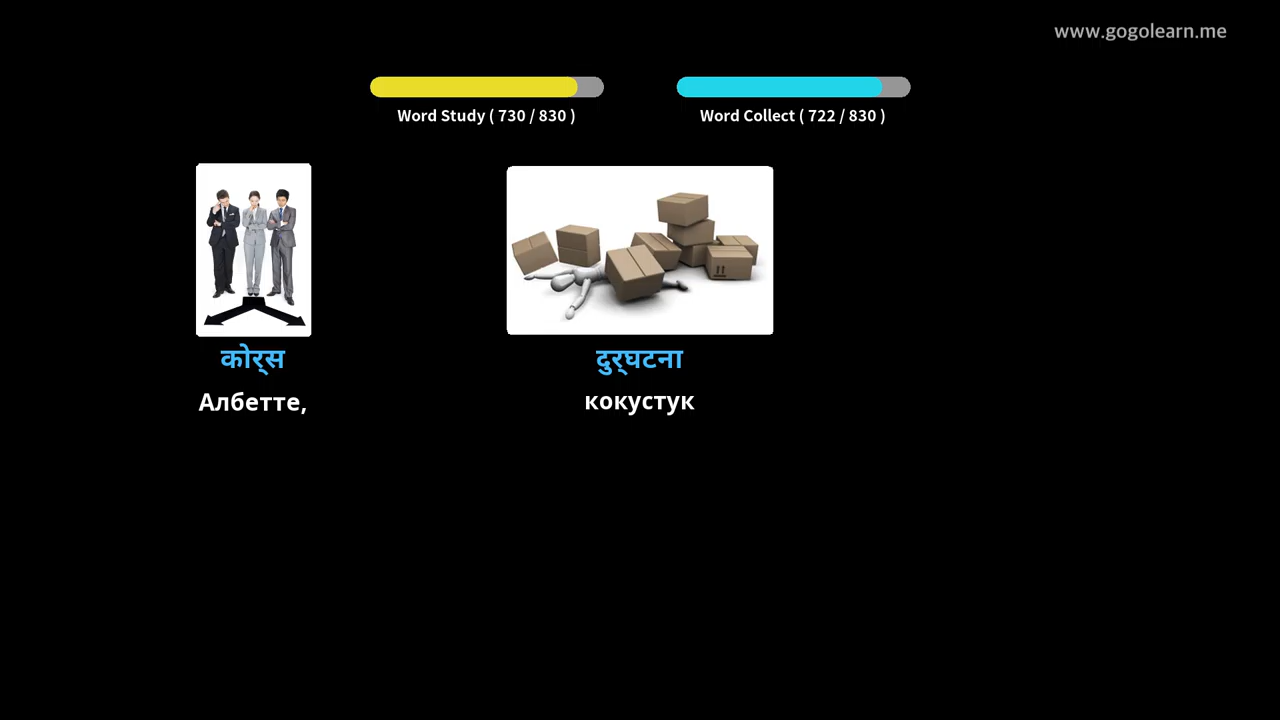 www.gogolearn.me
Word Study ( 730 / 830 )
Word Collect ( 722 / 830 )
कोर्स
Албетте,
दुर्घटना
кокустук